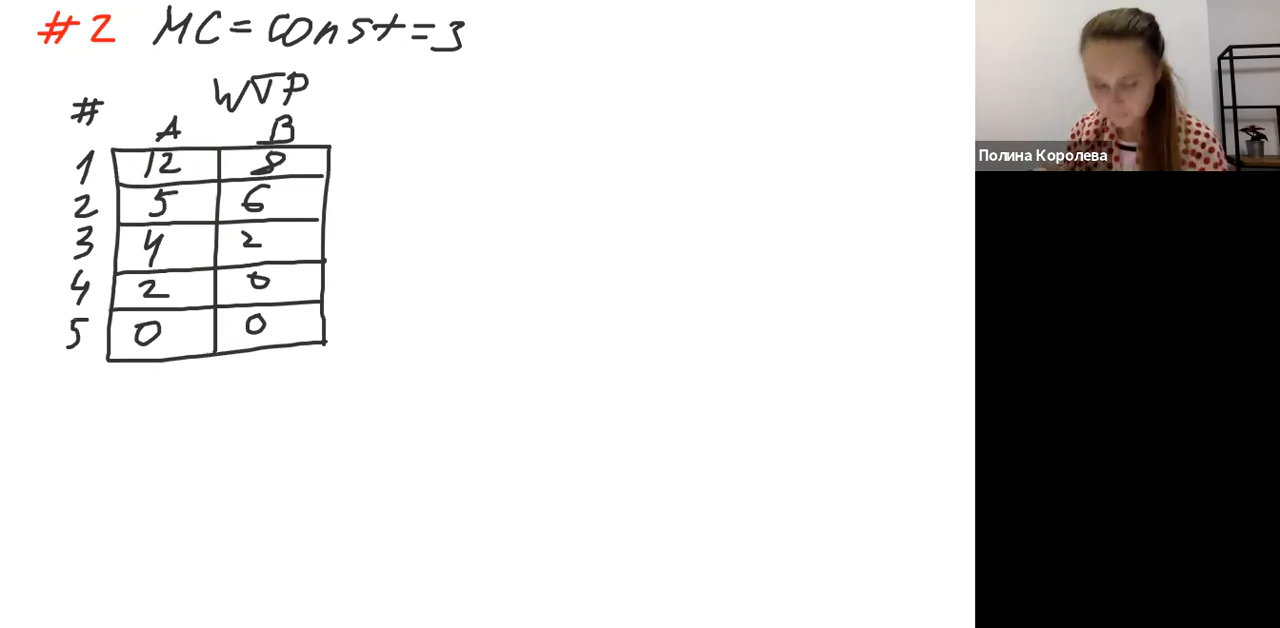 #2 MC = const = 3
WTP
# A B
1 12 8
2 5 6
3 4 2
4 2 0
5 0 0
Полина Королева